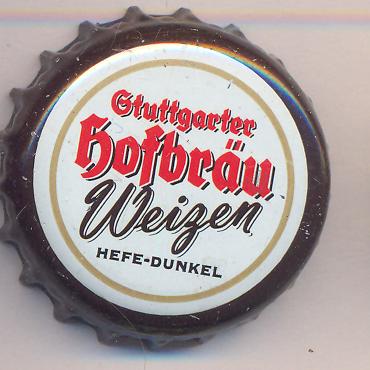 Stuttgarter
Hofbräu
Weizen
HEFE-DUNKEL